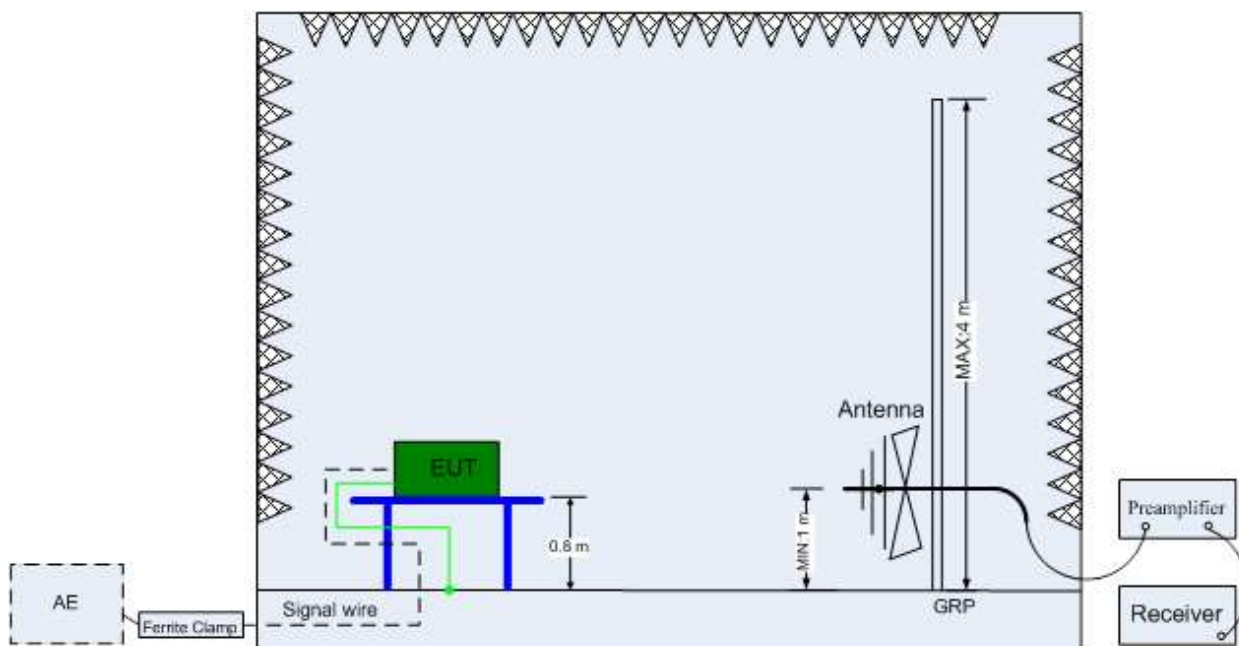 MAX:4 m
Antenna
EUT
MIN:1 m
Preamplifier
0.8 m
AE
Signal wire
GRP
Receiver
Ferrite Clamp